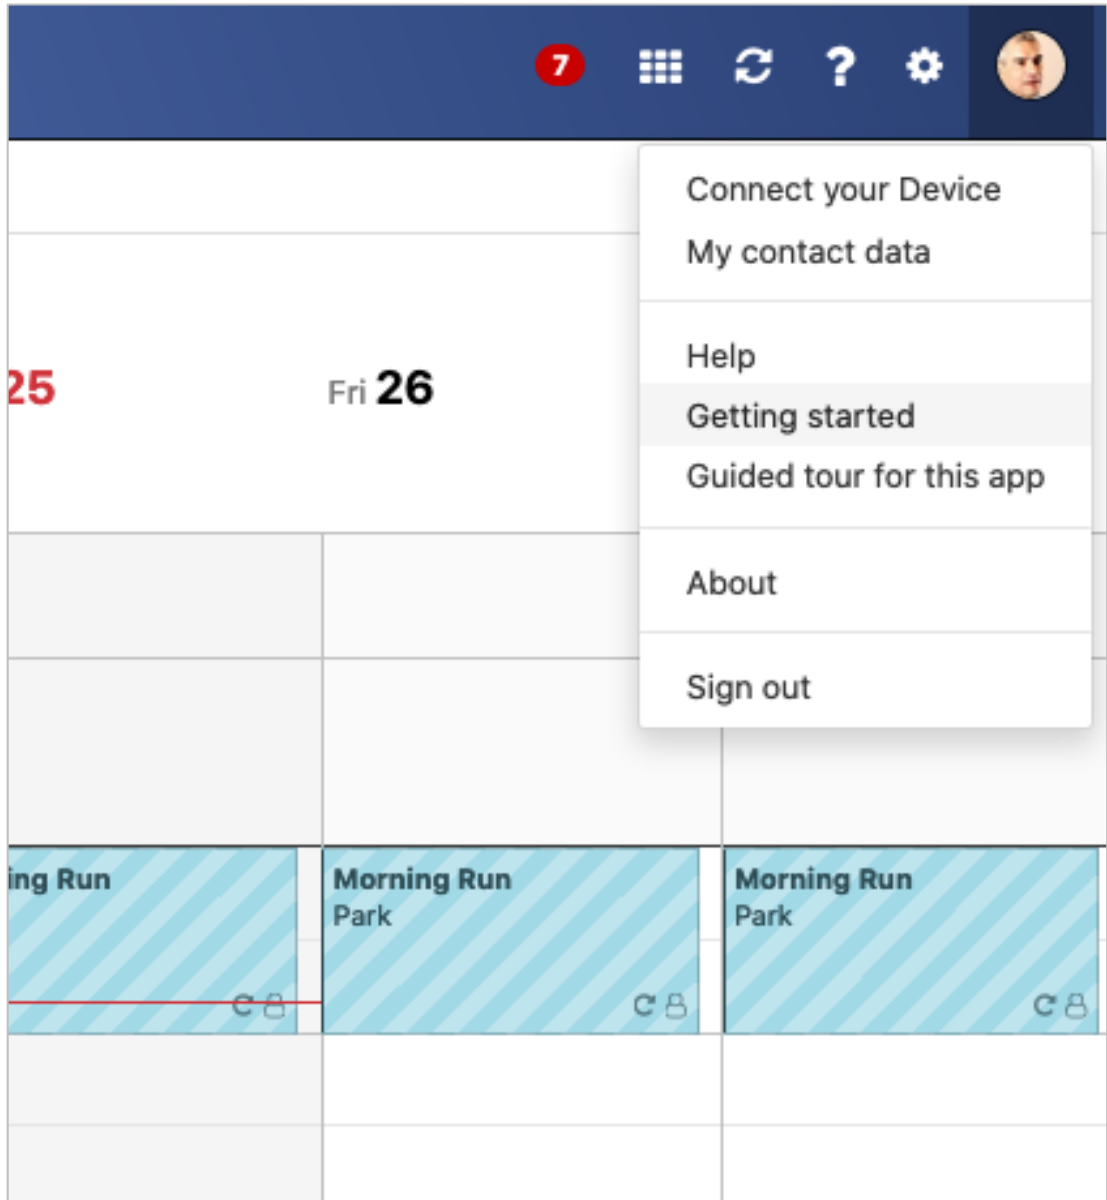 7
?
Connect your Device
My contact data
Help
Getting started
Guided tour for this app
About
Sign out
25
Fri 26
ing Run
Morning Run
Park
Morning Run
Park